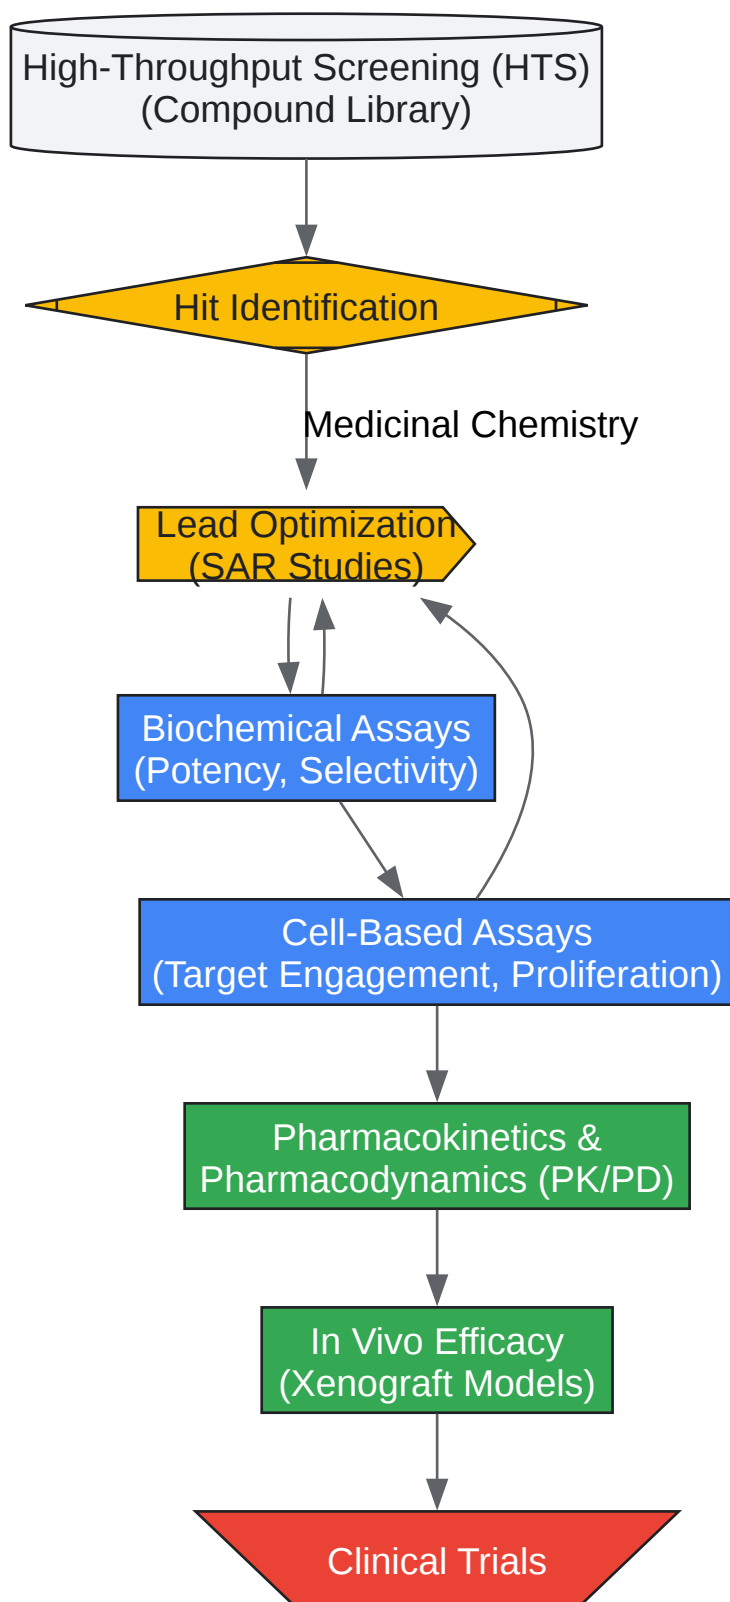 High-Throughput Screening (HTS)
(Compound Library)
Hit Identification
Medicinal Chemistry
Lead Optimization
(SAR Studies)
Biochemical Assays
(Potency, Selectivity)
Cell-Based Assays
(Target Engagement, Proliferation)
Pharmacokinetics &
Pharmacodynamics (PK/PD)
In Vivo Efficacy
(Xenograft Models)
Clinical Trials